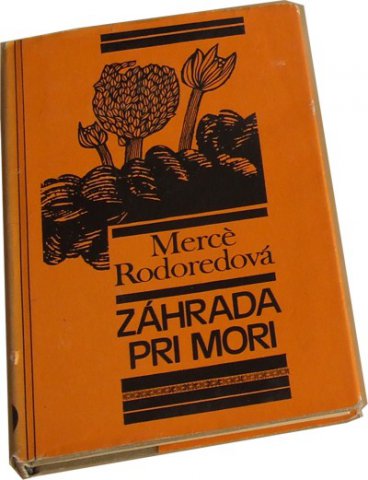 Mercè
Rodoredová
ZÁHRADA
PRI MORI